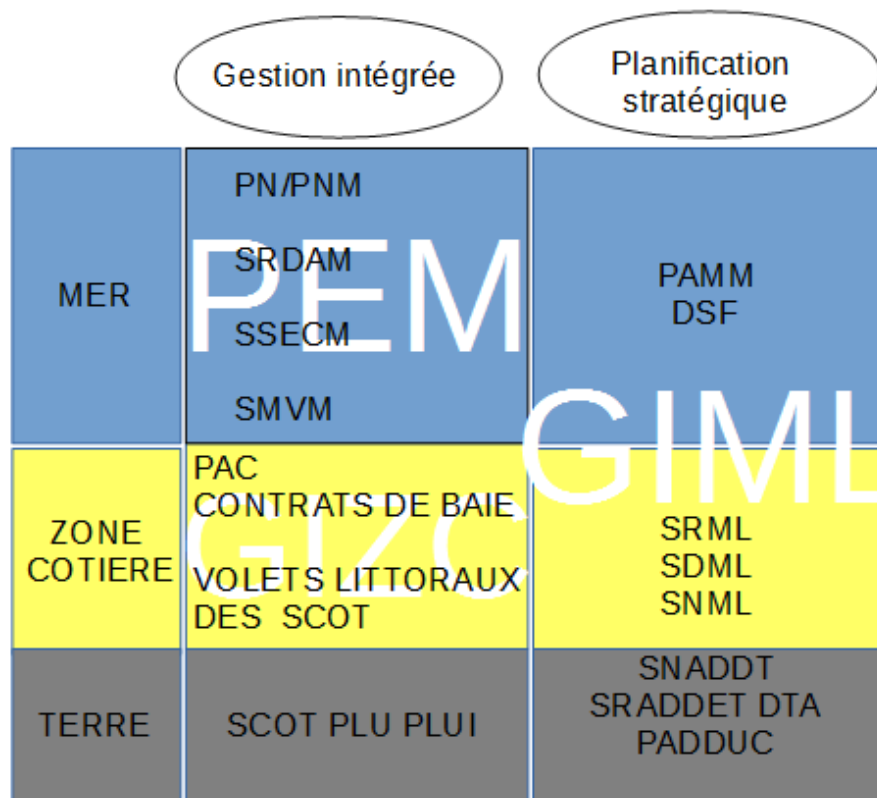 Gestion intégrée
Planification
stratégique
MER
PN/PNM
SRDAM
SSECM
SMVM
PEM
PAMM
DSF
GIML
ZONE
COTIERE
PAC
CONTRATS DE BAIE
GIZC
VOLETS LITTORAUX
DES SCOT
SRML
SDML
SNML
TERRE
SCOT PLU PLUI
SNADDT
SRADDET DTA
PADDUC